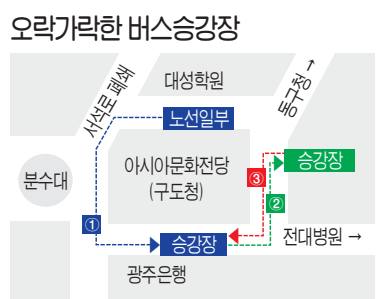 오락가락한 버스승강장
서석로 폐쇄
대성학원
동구청 →
노선일부
아시아문화전당
(구도청)
분수대
승강장
③
②
①
전대병원 →
승강장
광주은행